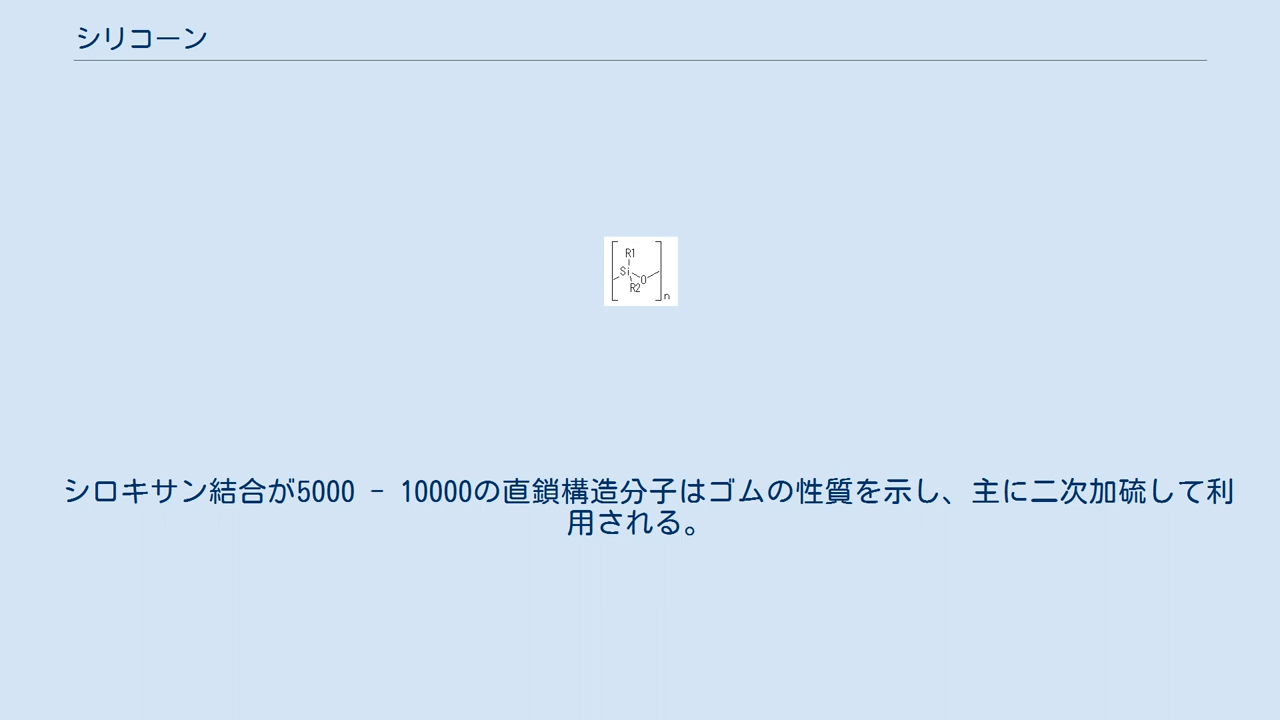 シリコーン
R1
Si
O
R2
n
シロキサン結合が5000 - 10000の直鎖構造分子はゴムの性質を示し、主に二次加硫して利
用される。